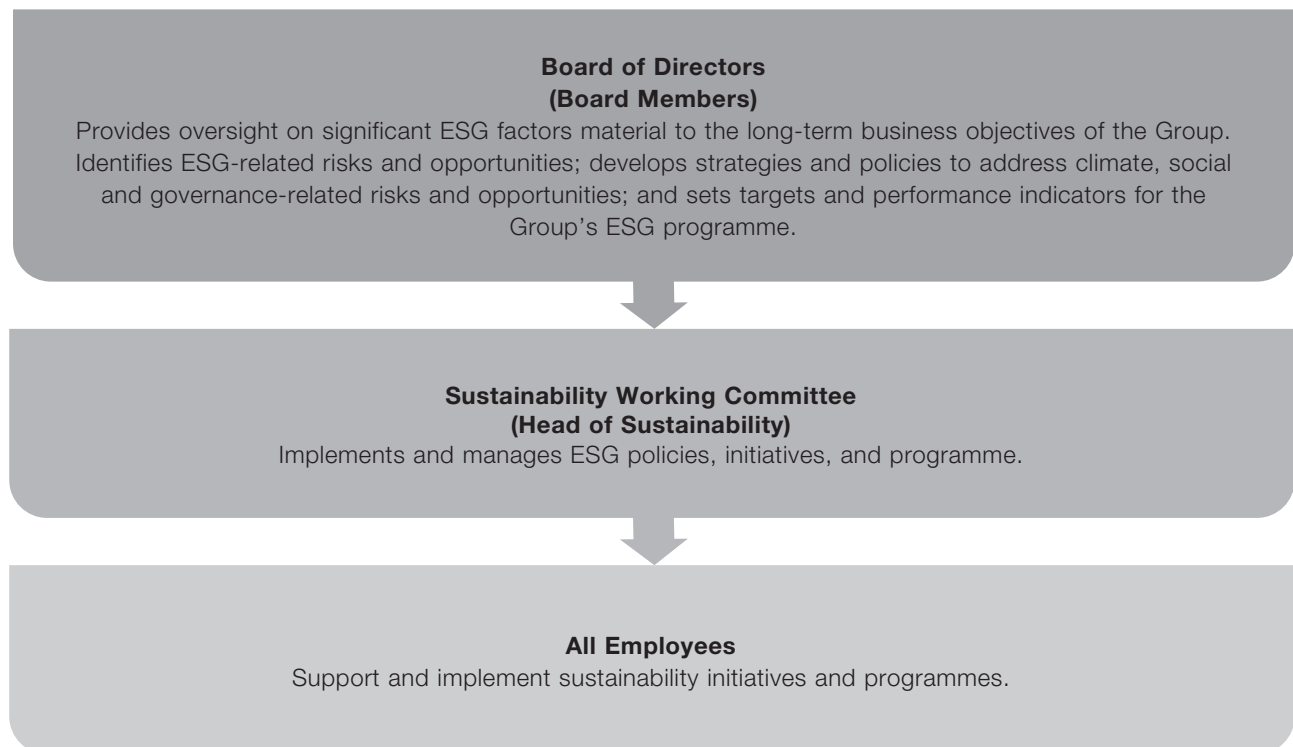 Board of Directors
(Board Members)
Provides oversight on significant ESG factors material to the long-term business objectives of the Group.
Identifies ESG-related risks and opportunities; develops strategies and policies to address climate, social
and governance-related risks and opportunities; and sets targets and performance indicators for the
Group’s ESG programme.
Sustainability Working Committee
(Head of Sustainability)
Implements and manages ESG policies, initiatives, and programme.
All Employees
Support and implement sustainability initiatives and programmes.